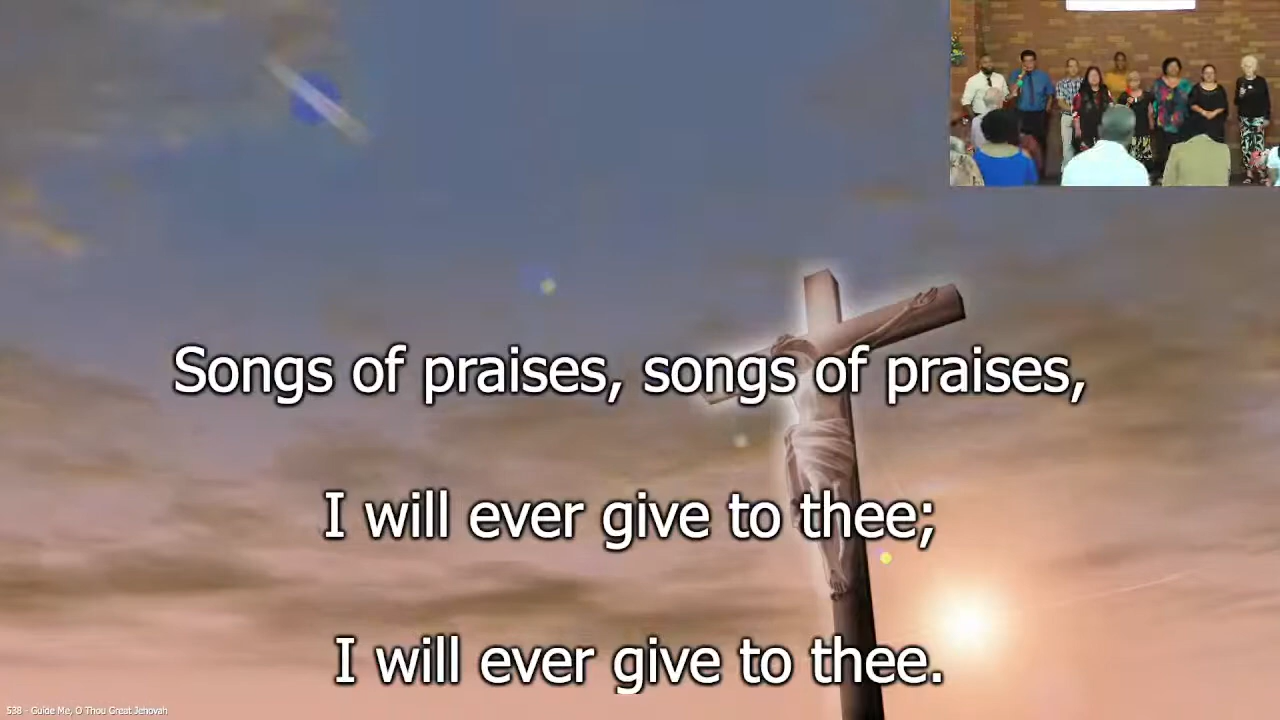 Songs of praises, songs of praises,
I will ever give to thee;
I will ever give to thee.
538 - Guide Me, O Thou Great Jehovah